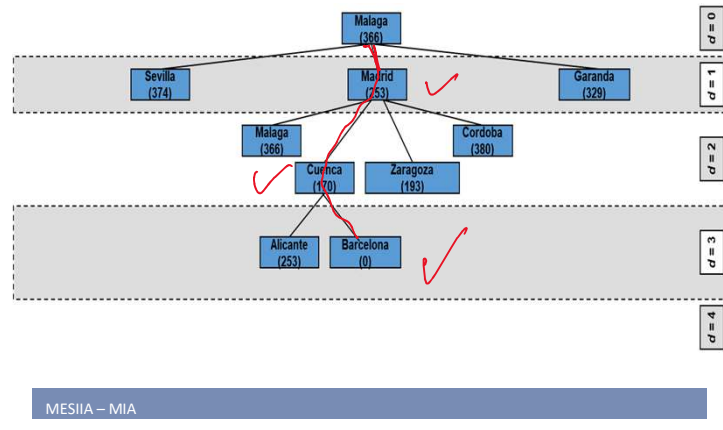 Malaga
(366)
d = 0
Sevilla
(374)
Madrid
(253)
Garanda
(329)
d = 1
Malaga
(366)
Cordoba
(380)
Cuenca
(170)
Zaragoza
(193)
d = 2
Alicante
(253)
Barcelona
(0)
d = 3
d = 4
MESIIA – MIA